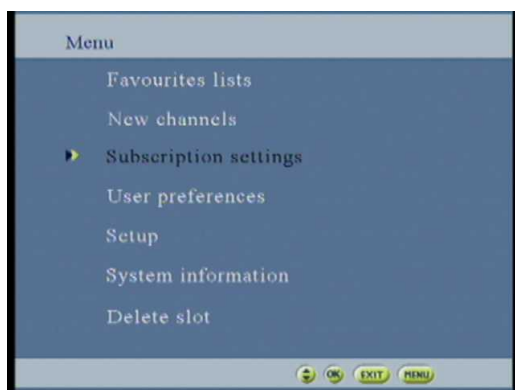 Menu
Favourites lists
New channels
Subscription settings
User preferences
Setup
System information
Delete slot
OK EXIT MENU